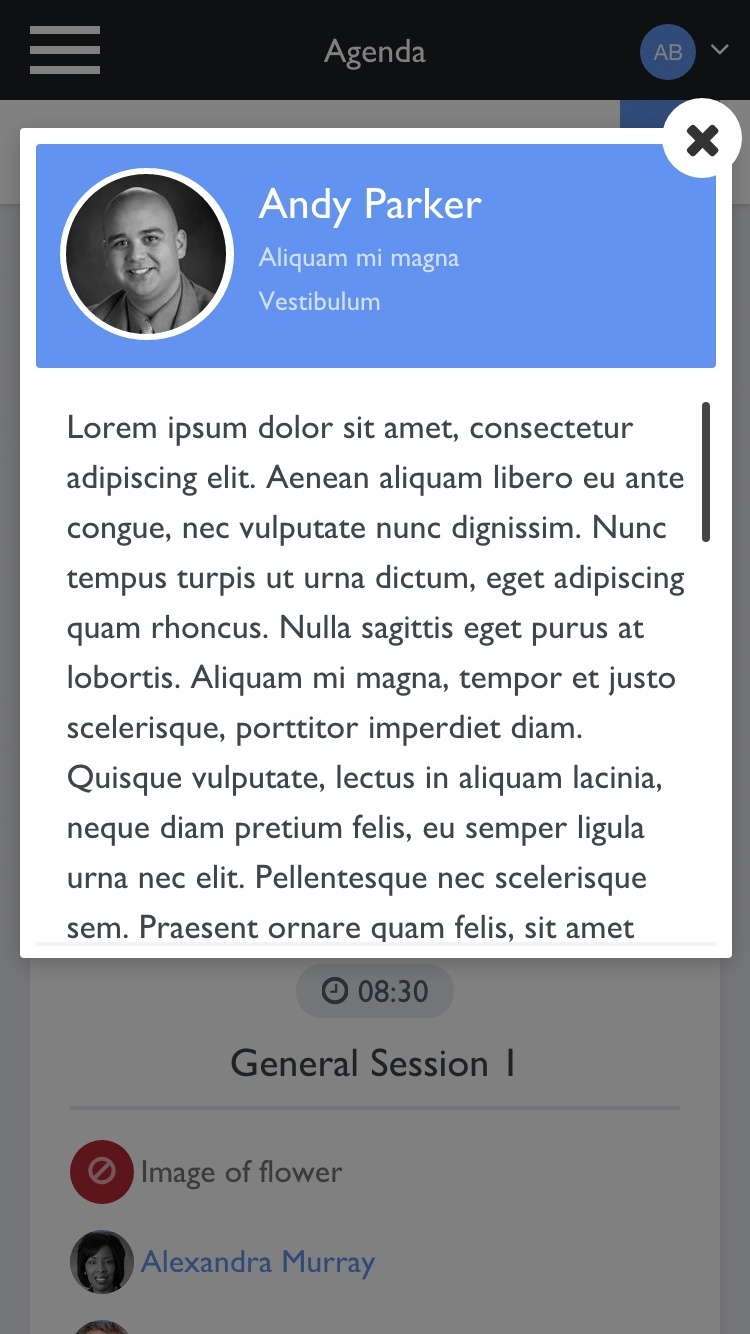 Agenda
AB
Andy Parker
Aliquam mi magna
Vestibulum
Lorem ipsum dolor sit amet, consectetur
adipiscing elit. Aenean aliquam libero eu ante
congue, nec vulputate nunc dignissim. Nunc
tempus turpis ut urna dictum, eget adipiscing
quam rhoncus. Nulla sagittis eget purus at
lobortis. Aliquam mi magna, tempor et justo
scelerisque, porttitor imperdiet diam.
Quisque vulputate, lectus in aliquam lacinia,
neque diam pretium felis, eu semper ligula
urna nec elit. Pellentesque nec scelerisque
sem. Praesent ornare quam felis, sit amet
08:30
General Session 1
Image of flower
Alexandra Murray